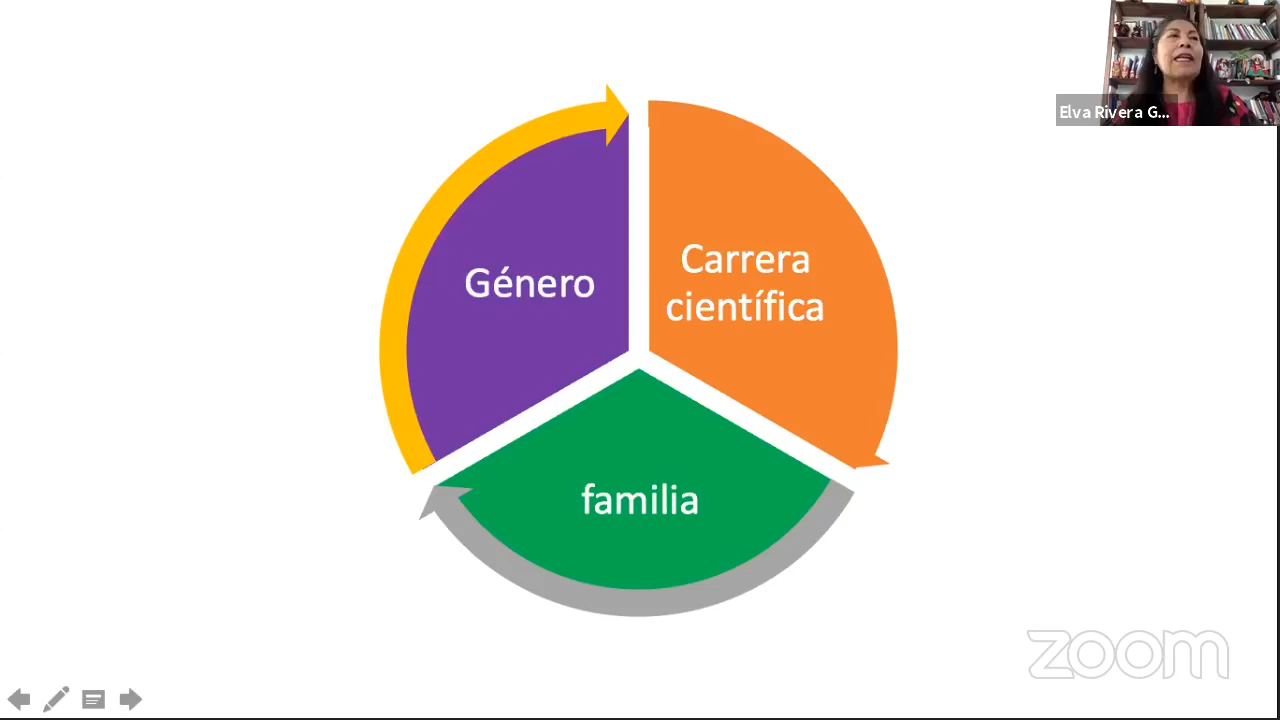 Elva Rivera G...
Género
Carrera
científica
familia
zoom